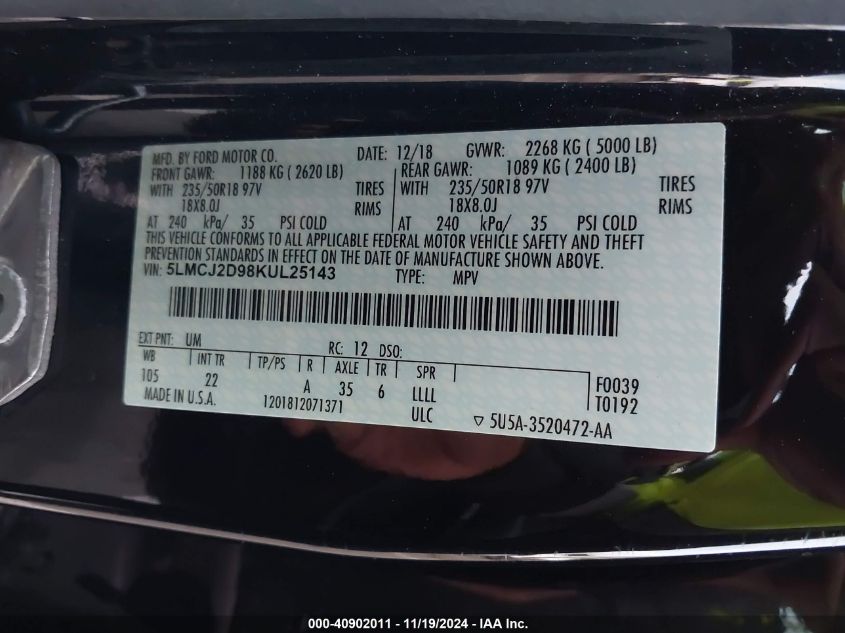 MFD. BY FORD MOTOR CO. DATE: 12/18 GVWR: 2268 KG ( 5000 LB)
FRONT GAWR: 1188 KG ( 2620 LB) REAR GAWR: 1089 KG ( 2400 LB)
WITH 235/50R18 97V TIRES WITH 235/50R18 97V TIRES
18X8.0J RIMS 18X8.0J RIMS
AT 240 kPa/ 35 PSI COLD AT 240 kPa/ 35 PSI COLD
THIS VEHICLE CONFORMS TO ALL APPLICABLE FEDERAL MOTOR VEHICLE SAFETY AND THEFT
PREVENTION STANDARDS IN EFFECT ON THE DATE OF MANUFACTURE SHOWN ABOVE.
VIN: 5LMCJ2D98KUL25143 TYPE: MPV
EXT PNT: UM RC: 12 DSO:
WB INT TR TP/PS R AXLE TR SPR
105 22 A 35 6 LLLL F0039
MADE IN U.S.A. 1201812071371 ULC T0192
▽ 5U5A-3520472-AA
000-40902011 - 11/19/2024 - IAA Inc.